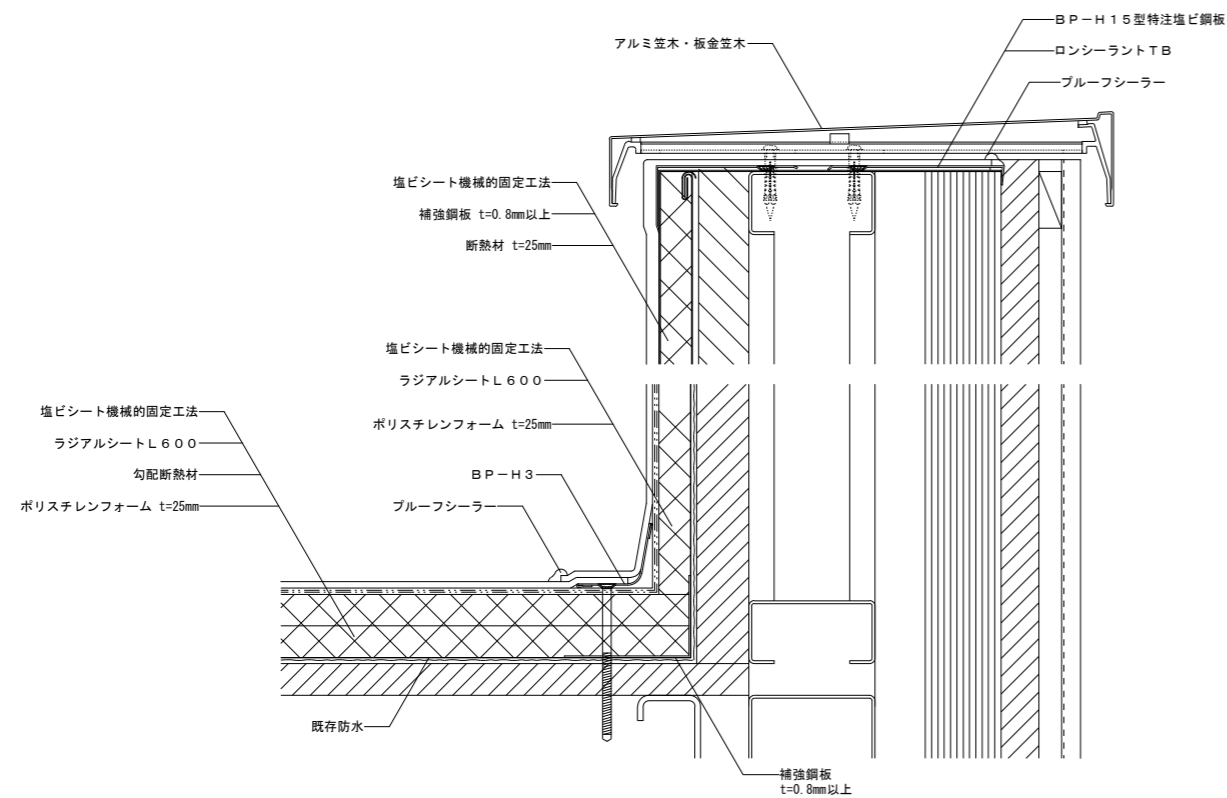 BP-H15型特注塩ビ鋼板
アルミ笠木・板金笠木
ロンシーラントTB
プルーフシーラー
塩ビシート機械的固定工法
補強鋼板 t=0.8mm以上
断熱材 t=25mm
塩ビシート機械的固定工法
ラジアルシートL600
ポリスチレンフォーム t=25mm
塩ビシート機械的固定工法
ラジアルシートL600
勾配断熱材
ポリスチレンフォーム t=25mm
BP-H3
プルーフシーラー
既存防水
補強鋼板
t=0.8mm以上